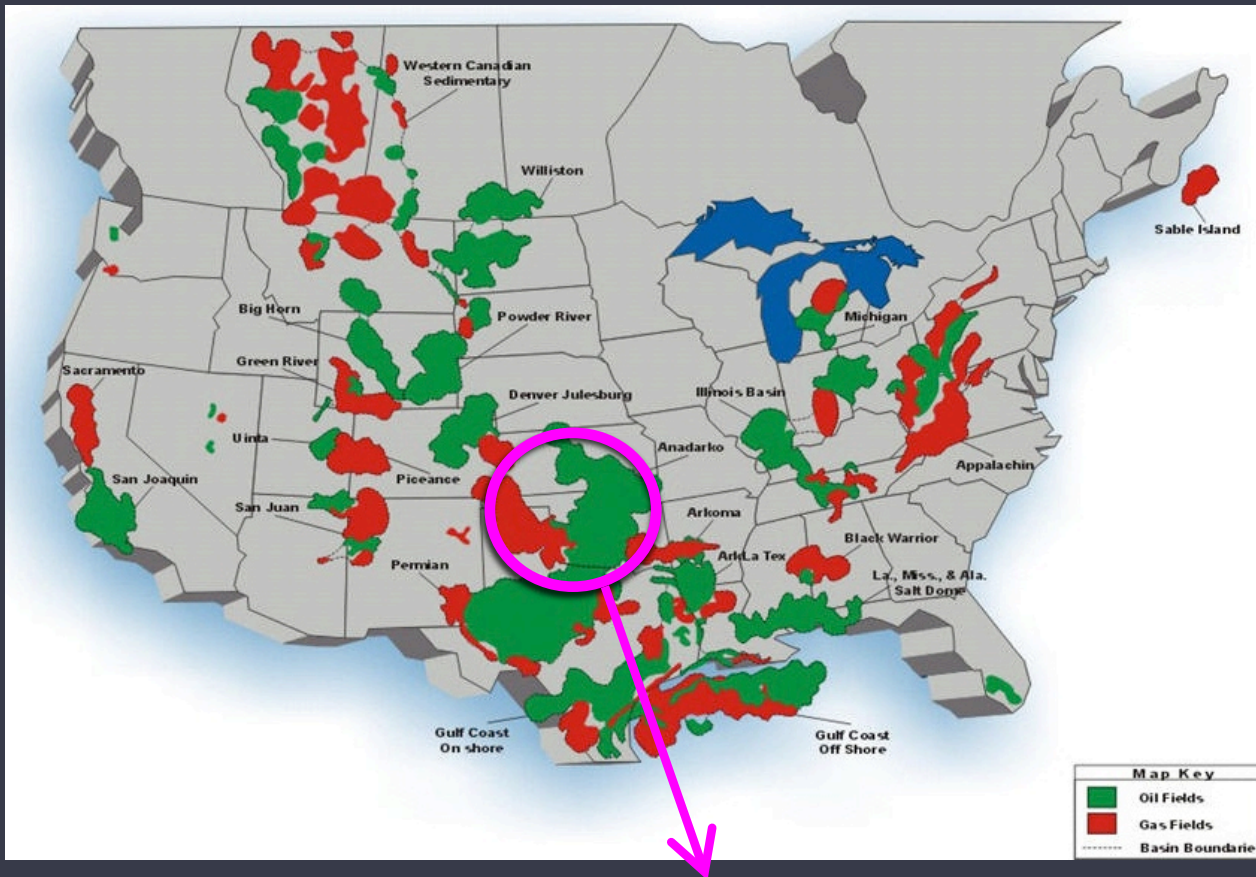 Western Canadian
Sedimentary
Williston
Sable Island
Big Horn
Powder River
Michigan
Green River
Sacramento
Denver Julesburg
Illinois Basin
Uinta
Anadarko
Appalachin
San Joaquin
Piceance
San Juan
Arkoma
Black Warrior
ArkLa Tex
Permian
La., Miss., & Ala.
Salt Dome
Gulf Coast
On shore
Gulf Coast
Off Shore
Map Key
Oil Fields
Gas Fields
Basin Boundarie